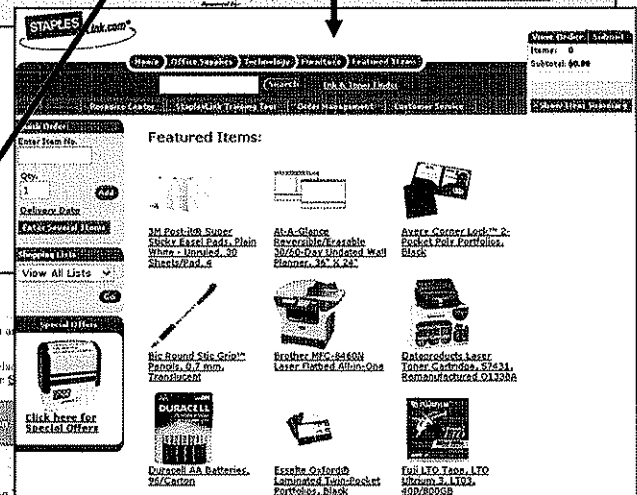 STAPLES Link.com
View Order Submit
Items: 0
Subtotal: $0.00
Home Office Supplies Technology Furniture Featured Items
Search Ink & Toner Finder
Resource Center StaplesLink Training Tour Order Management Customer Service
Enter Item No.
Qty.
1 Add
Delivery Date
Enter Several Items
Shopping Lists
View All Lists
Go
Special Offers
Click here for
Special Offers
Featured Items:
3M Post-it® Super
Sticky Easel Pads, Plain
White - Unruled, 30
Sheets/Pad, 4
At-A-Glance
Reversible/Erasable
30/60-Day Undated Wall
Planner, 36" X 24"
Avery Corner Lock™ 2-
Pocket Poly Portfolios,
Black
Bic Round Stic Grip™
Pencils, 0.7 mm,
Translucent
Brother MFC-8460N
Laser Flatbed All-in-One
Dataproducts Laser
Toner Cartridge, 57431,
Remanufactured Q1338A
DURACELL
Duracell AA Batteries,
96/Carton
Esselte Oxford®
Laminated Twin-Pocket
Portfolios, Black
Fuji LTO Tape, LTO
Ultrium 3, LTO3,
400/800GB